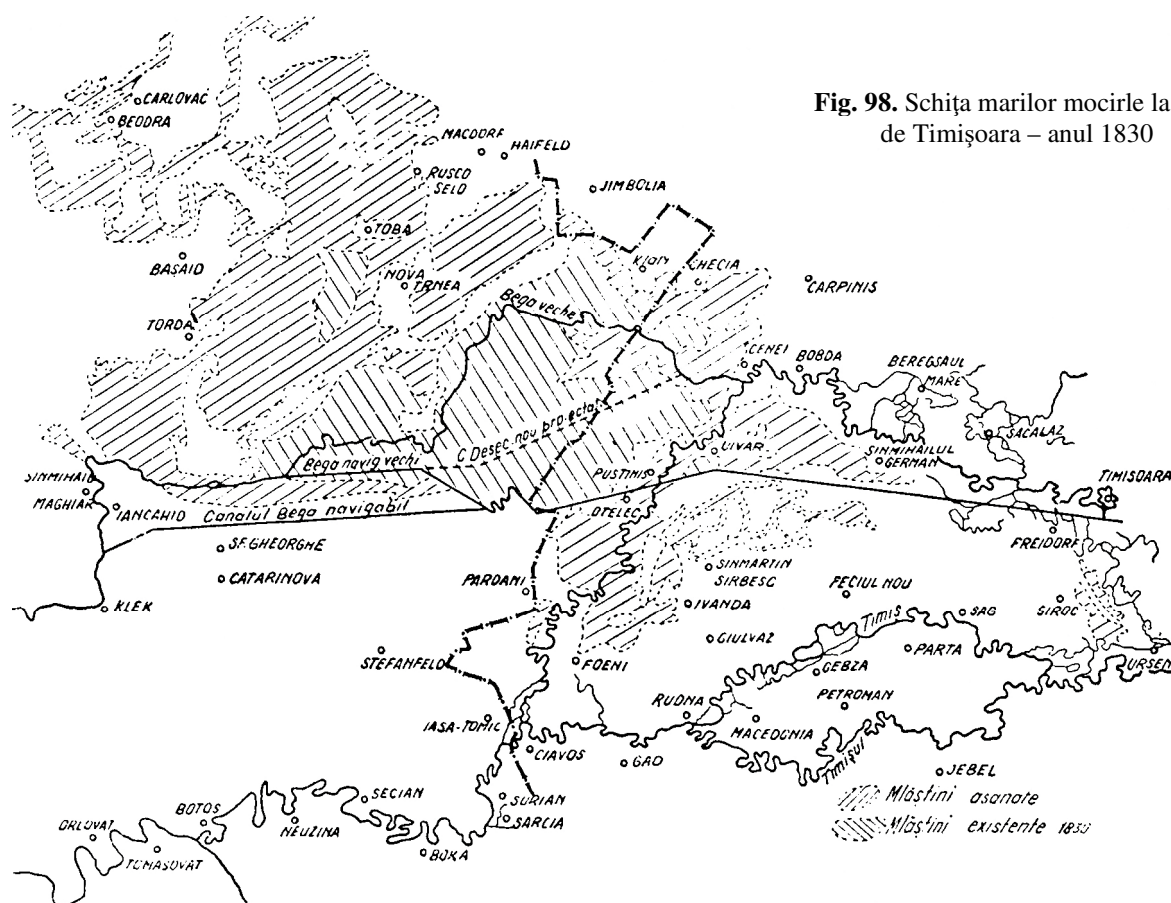 Fig. 98. Schiţa marilor mocirle la
de Timişoara – anul 1830
CARLOVAC
BEODRA
MACDORF
HAIFELD
RUSCO
SELO
JIMBOLIA
TOBA
BASAID
NOVA
TRNEA
CHECIA
CARPINIS
TORDA
Bega veche
CENEI
BOBDA
BEREGSAUL
MARE
SACALAZ
C. Desec. nou proectat
Bega navig. vechi
UIVAR
SINMIHAIUL
GERMAN
PUSTINIS
TIMISOARA
SINMIHAIU
MAGHIAR
IANCAHID
Canalul Bega navigabil
OTELEC
FREIDORF
SF. GHEORGHE
SINMARTIN
SIRBESC
CATARINOVA
PARDANI
PECIUL NOU
KLEK
IVANDA
Timiş
SAG
SIROC
GIULVAZ
PARTA
STEFANFELD
FOENI
GEBZA
URSEN
RUDNA
PETROMAN
IASA-TOMIC
MACEDONIA
CIAVOS
GAD
Timişul
JEBEL
SECIAN
SURIAN
Mlăştini asanate
BOTOS
NEUZINA
SARCIA
Mlăştini existente 1830
ORLOVAT
TOMASOVAT
BOKA